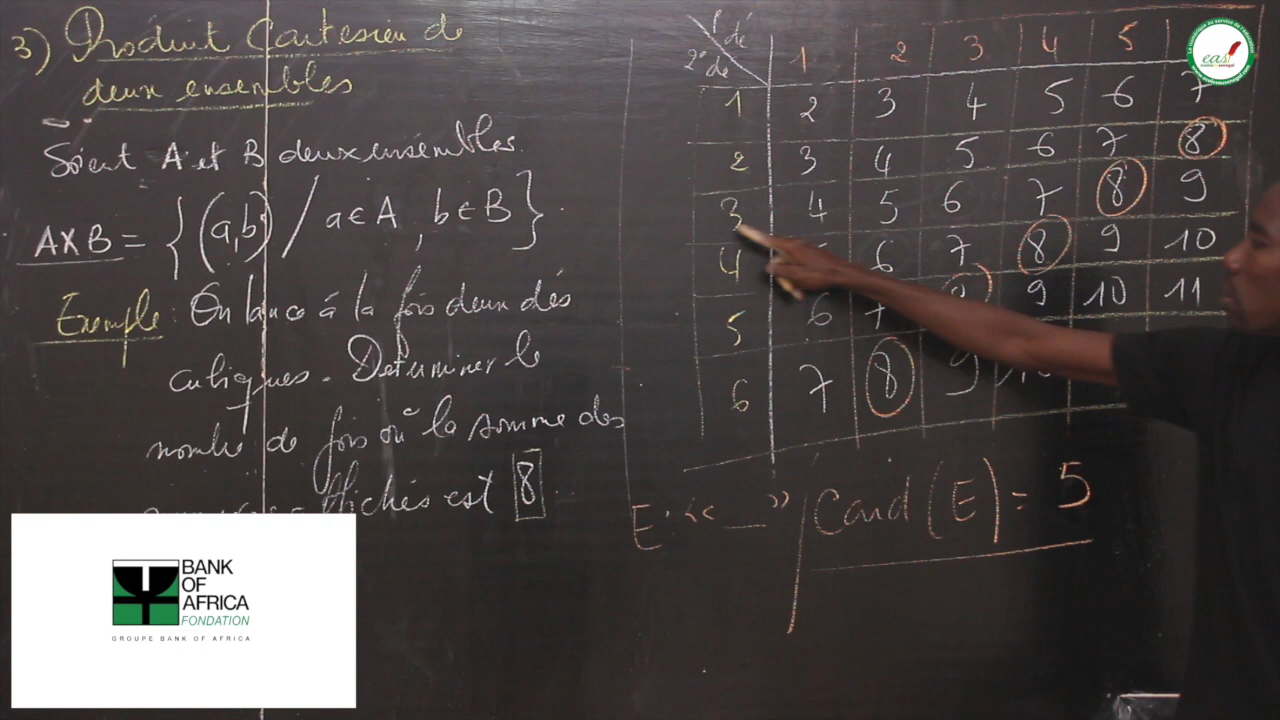 3) Produit Cartesien de
deux ensembles
Soient A et B deux ensembles.
AXB = {(a,b) / a ∈ A, b ∈ B}.
Exemple: On lance à la fois deux dés
cubiques. Determiner le
nombre de fois où la somme des
affichés est 8
1 dé
2e dé
1 2 3 4 5
1 2 3 4 5 6 7
2 3 4 5 6 7 8
3 4 5 6 7 8 9
4 6 7 8 9 10
5 6 7 9 10 11
6 7 8 9
E: "_" / Card(E) = 5
BANK
OF
AFRICA
FONDATION
GROUPE BANK OF AFRICA
eas